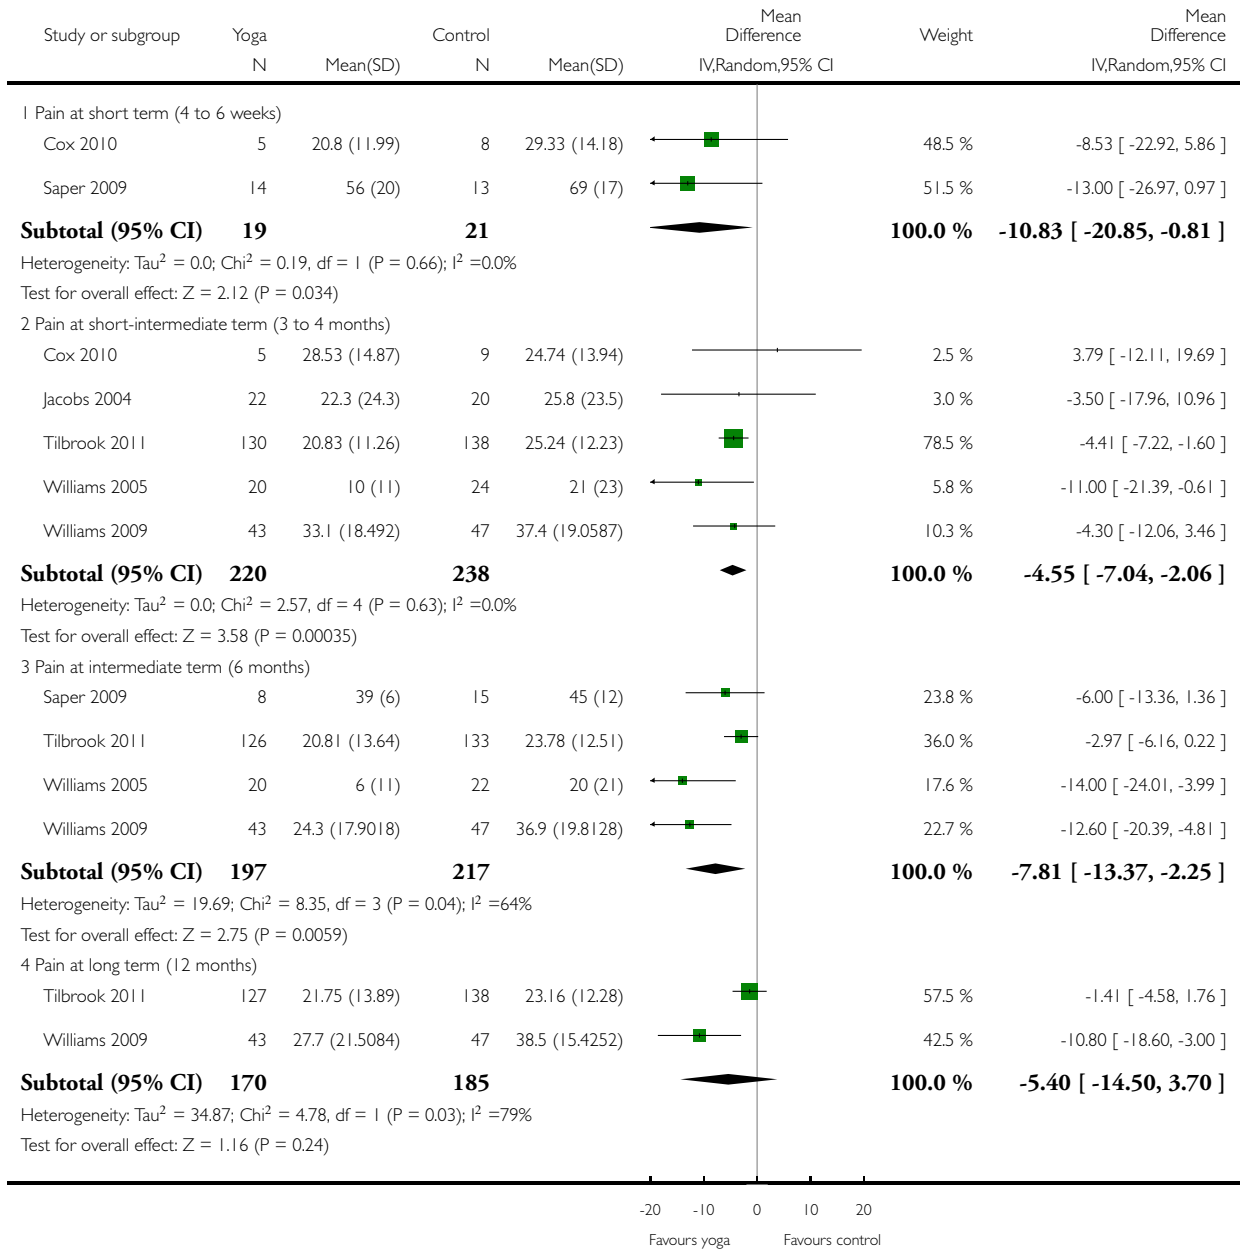 Study or subgroup Yoga Control Mean Difference Weight Mean Difference
N Mean(SD) N Mean(SD) IV,Random,95% CI IV,Random,95% CI
1 Pain at short term (4 to 6 weeks)
Cox 2010 5 20.8 (11.99) 8 29.33 (14.18) 48.5 % -8.53 [ -22.92, 5.86 ]
Saper 2009 14 56 (20) 13 69 (17) 51.5 % -13.00 [ -26.97, 0.97 ]
Subtotal (95% CI) 19 21 100.0 % -10.83 [ -20.85, -0.81 ]
Heterogeneity: Tau² = 0.0; Chi² = 0.19, df = 1 (P = 0.66); I² =0.0%
Test for overall effect: Z = 2.12 (P = 0.034)
2 Pain at short-intermediate term (3 to 4 months)
Cox 2010 5 28.53 (14.87) 9 24.74 (13.94) 2.5 % 3.79 [ -12.11, 19.69 ]
Jacobs 2004 22 22.3 (24.3) 20 25.8 (23.5) 3.0 % -3.50 [ -17.96, 10.96 ]
Tilbrook 2011 130 20.83 (11.26) 138 25.24 (12.23) 78.5 % -4.41 [ -7.22, -1.60 ]
Williams 2005 20 10 (11) 24 21 (23) 5.8 % -11.00 [ -21.39, -0.61 ]
Williams 2009 43 33.1 (18.492) 47 37.4 (19.0587) 10.3 % -4.30 [ -12.06, 3.46 ]
Subtotal (95% CI) 220 238 100.0 % -4.55 [ -7.04, -2.06 ]
Heterogeneity: Tau² = 0.0; Chi² = 2.57, df = 4 (P = 0.63); I² =0.0%
Test for overall effect: Z = 3.58 (P = 0.00035)
3 Pain at intermediate term (6 months)
Saper 2009 8 39 (6) 15 45 (12) 23.8 % -6.00 [ -13.36, 1.36 ]
Tilbrook 2011 126 20.81 (13.64) 133 23.78 (12.51) 36.0 % -2.97 [ -6.16, 0.22 ]
Williams 2005 20 6 (11) 22 20 (21) 17.6 % -14.00 [ -24.01, -3.99 ]
Williams 2009 43 24.3 (17.9018) 47 36.9 (19.8128) 22.7 % -12.60 [ -20.39, -4.81 ]
Subtotal (95% CI) 197 217 100.0 % -7.81 [ -13.37, -2.25 ]
Heterogeneity: Tau² = 19.69; Chi² = 8.35, df = 3 (P = 0.04); I² =64%
Test for overall effect: Z = 2.75 (P = 0.0059)
4 Pain at long term (12 months)
Tilbrook 2011 127 21.75 (13.89) 138 23.16 (12.28) 57.5 % -1.41 [ -4.58, 1.76 ]
Williams 2009 43 27.7 (21.5084) 47 38.5 (15.4252) 42.5 % -10.80 [ -18.60, -3.00 ]
Subtotal (95% CI) 170 185 100.0 % -5.40 [ -14.50, 3.70 ]
Heterogeneity: Tau² = 34.87; Chi² = 4.78, df = 1 (P = 0.03); I² =79%
Test for overall effect: Z = 1.16 (P = 0.24)
-20 -10 0 10 20
Favours yoga Favours control